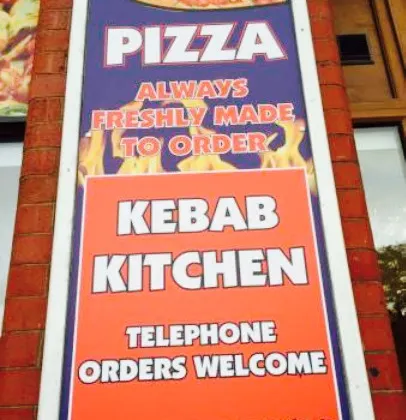 PIZZA
ALWAYS
FRESHLY MADE
TO ORDER
KEBAB
KITCHEN
TELEPHONE
ORDERS WELCOME